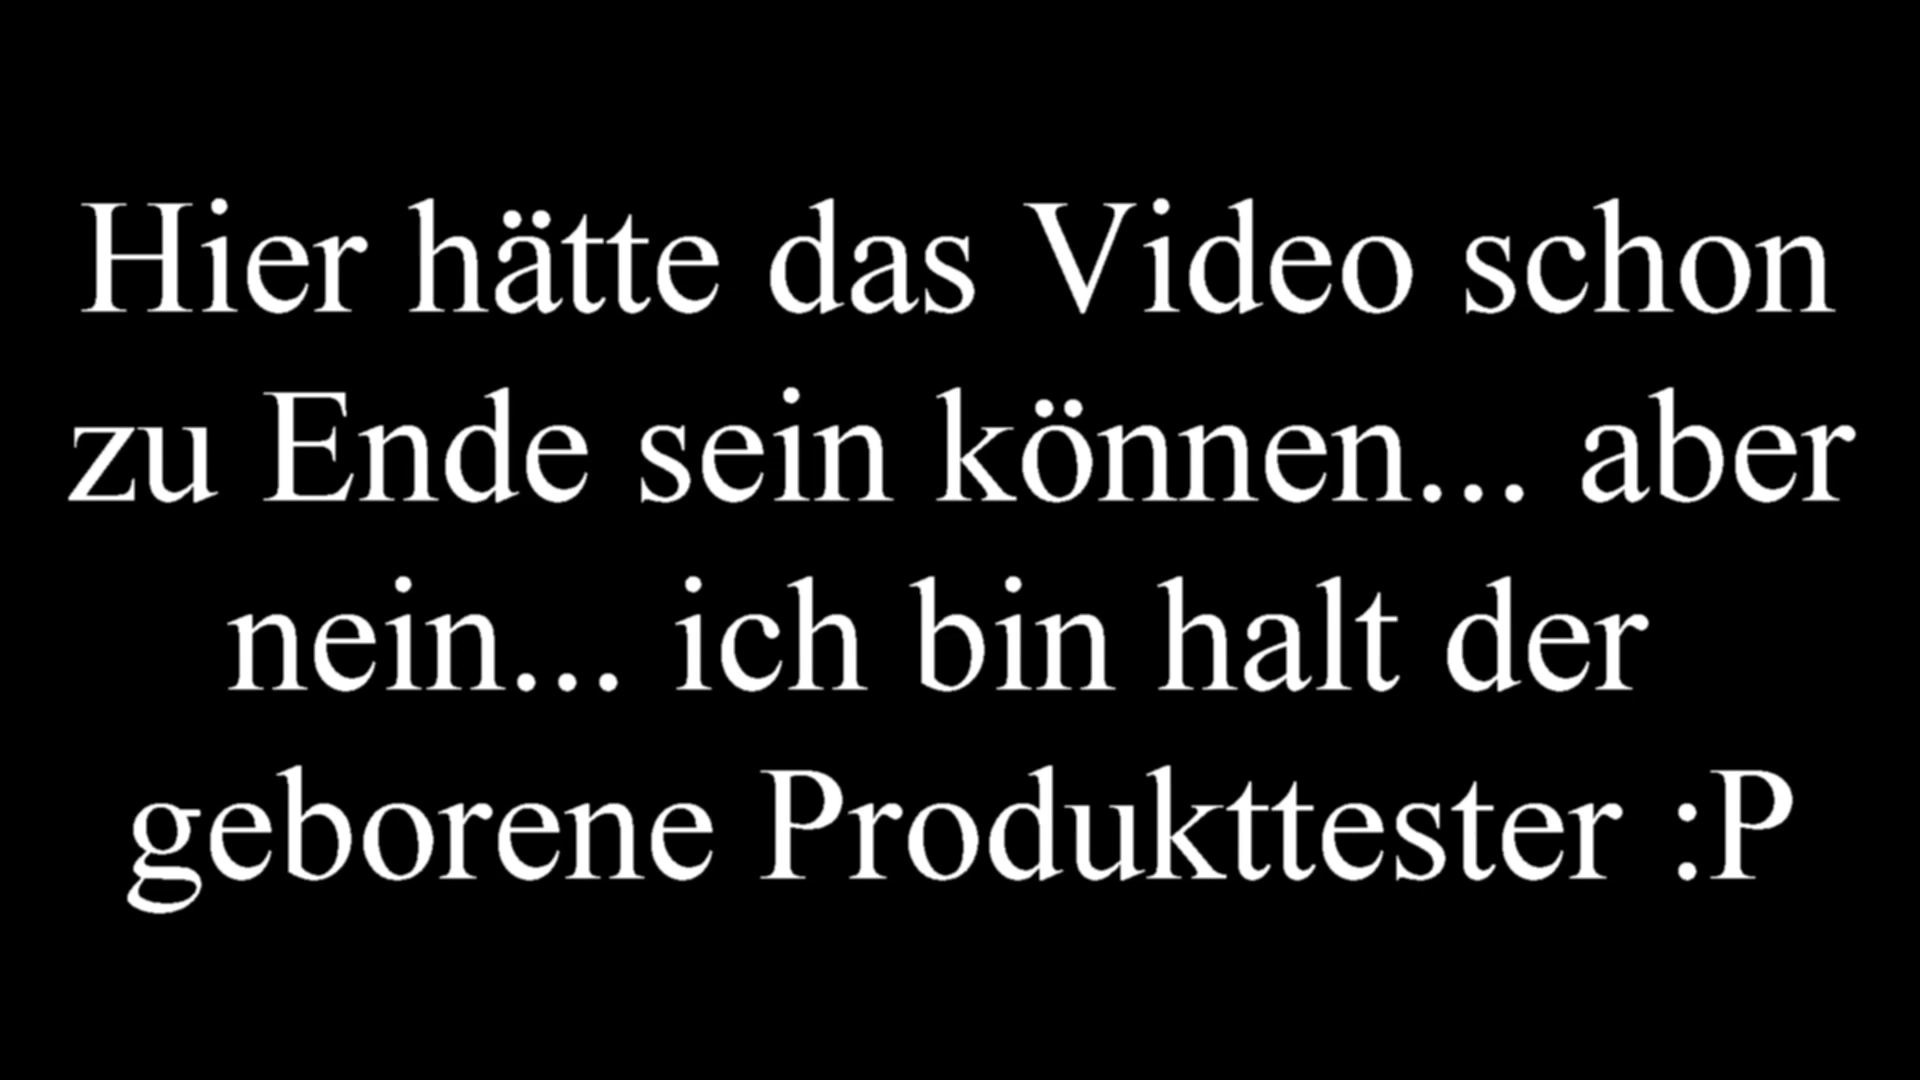 Hier hätte das Video schon
zu Ende sein können... aber
nein... ich bin halt der
geborene Produkttester :P